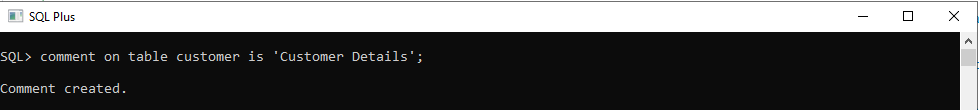 SQL Plus
SQL> comment on table customer is 'Customer Details';
Comment created.